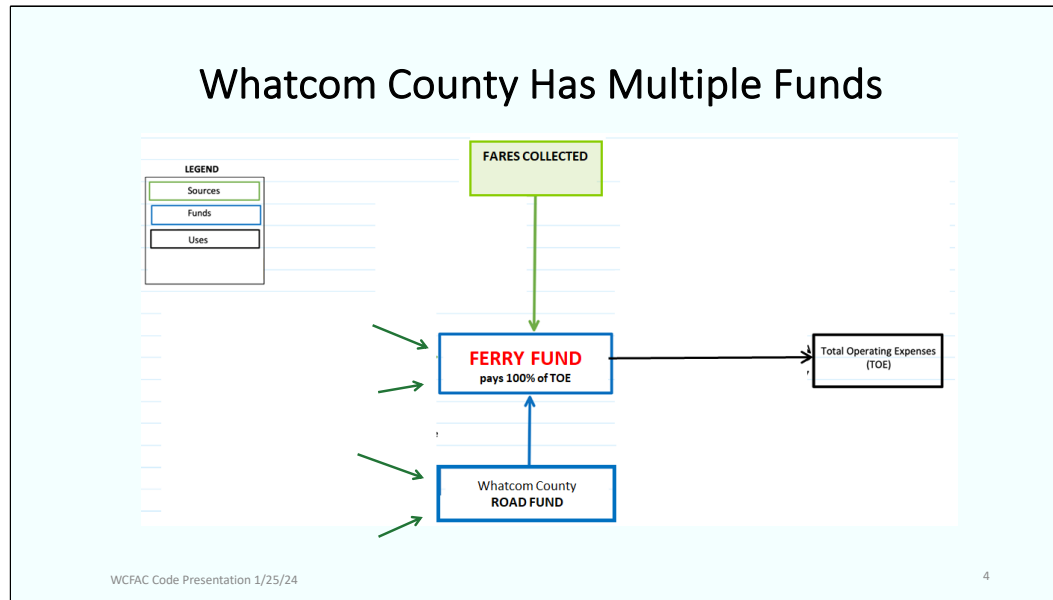 Whatcom County Has Multiple Funds
LEGEND
Sources
Funds
Uses
FARES COLLECTED
FERRY FUND
pays 100% of TOE
Total Operating Expenses
(TOE)
Whatcom County
ROAD FUND
WCFAC Code Presentation 1/25/24
4